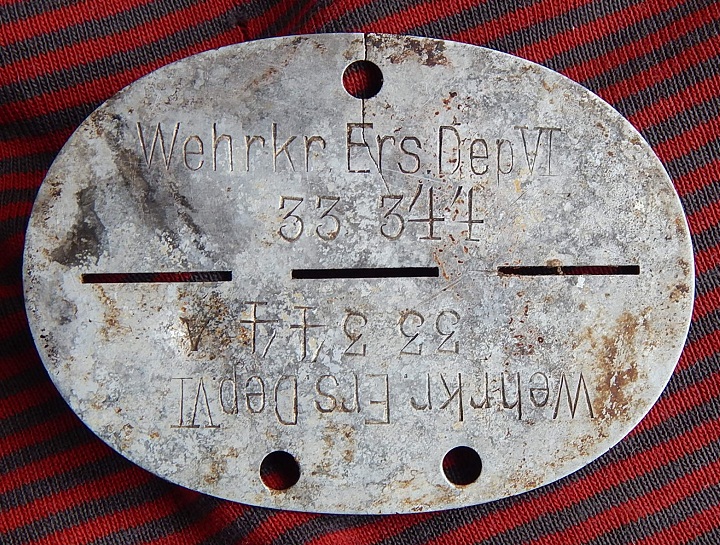 Wehrkr Ers.Dep VI
33 344
Wehrkr. Ers.Dep VI
33 344